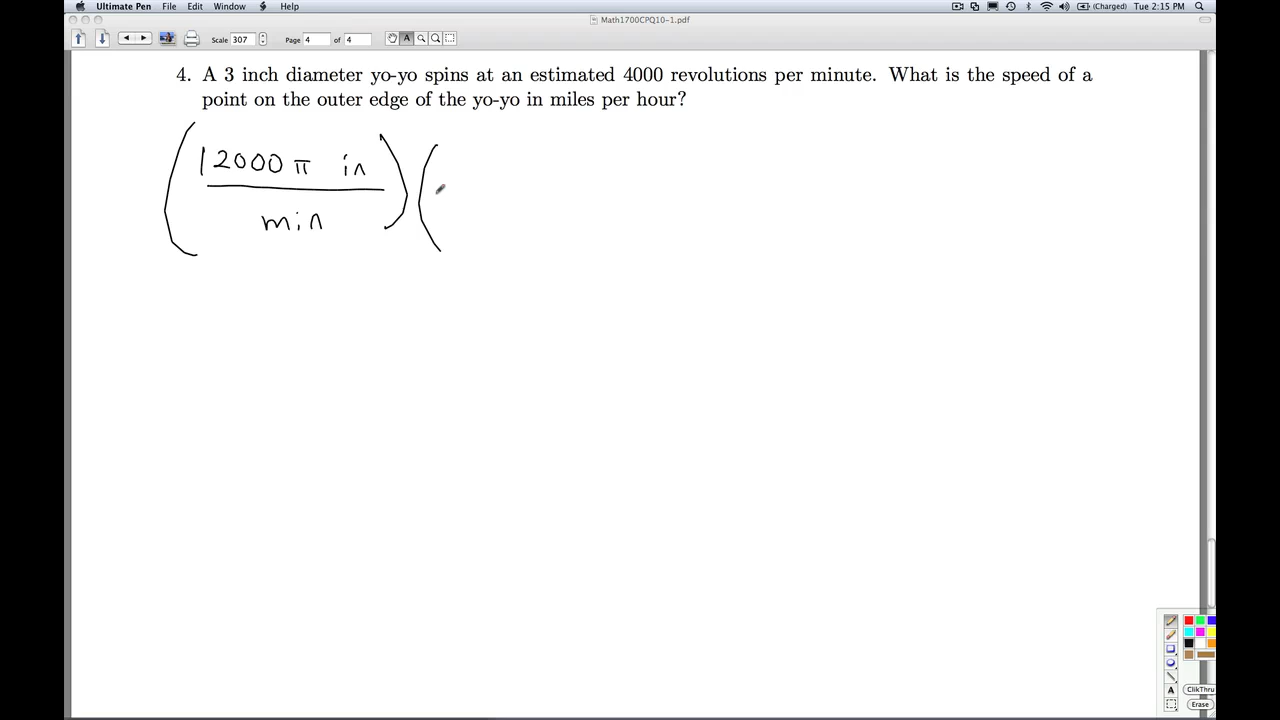 Ultimate Pen File Edit Window Help (Charged) Tue 2:15 PM
Math1700CPQ10-1.pdf
Scale 307 Page 4 of 4 A
4. A 3 inch diameter yo-yo spins at an estimated 4000 revolutions per minute. What is the speed of a
point on the outer edge of the yo-yo in miles per hour?
( 12000 π in ) (
min
A
ClikThru
Erase